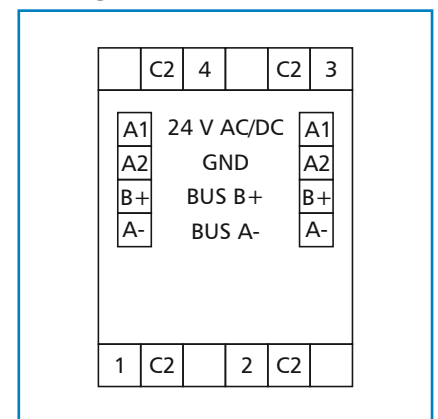 C2 4 C2 3
A1 24 V AC/DC A1
A2 GND A2
B+ BUS B+ B+
A- BUS A- A-
1 C2 2 C2